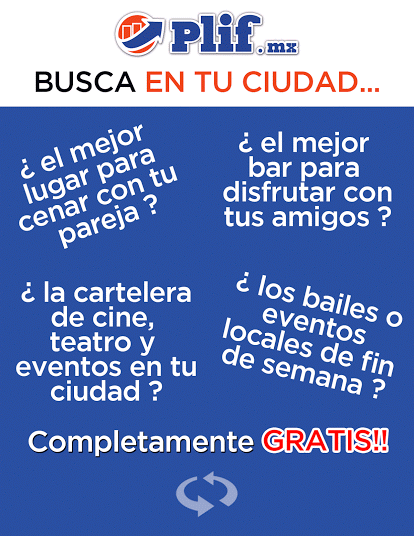 Plif.mx
BUSCA EN TU CIUDAD...
¿ el mejor
lugar para
cenar con tu
pareja ?
¿ el mejor
bar para
disfrutar con
tus amigos ?
¿ la cartelera
de cine,
teatro y
eventos en tu
ciudad ?
¿ los bailes o
eventos
locales de fin
de semana ?
Completamente GRATIS!!